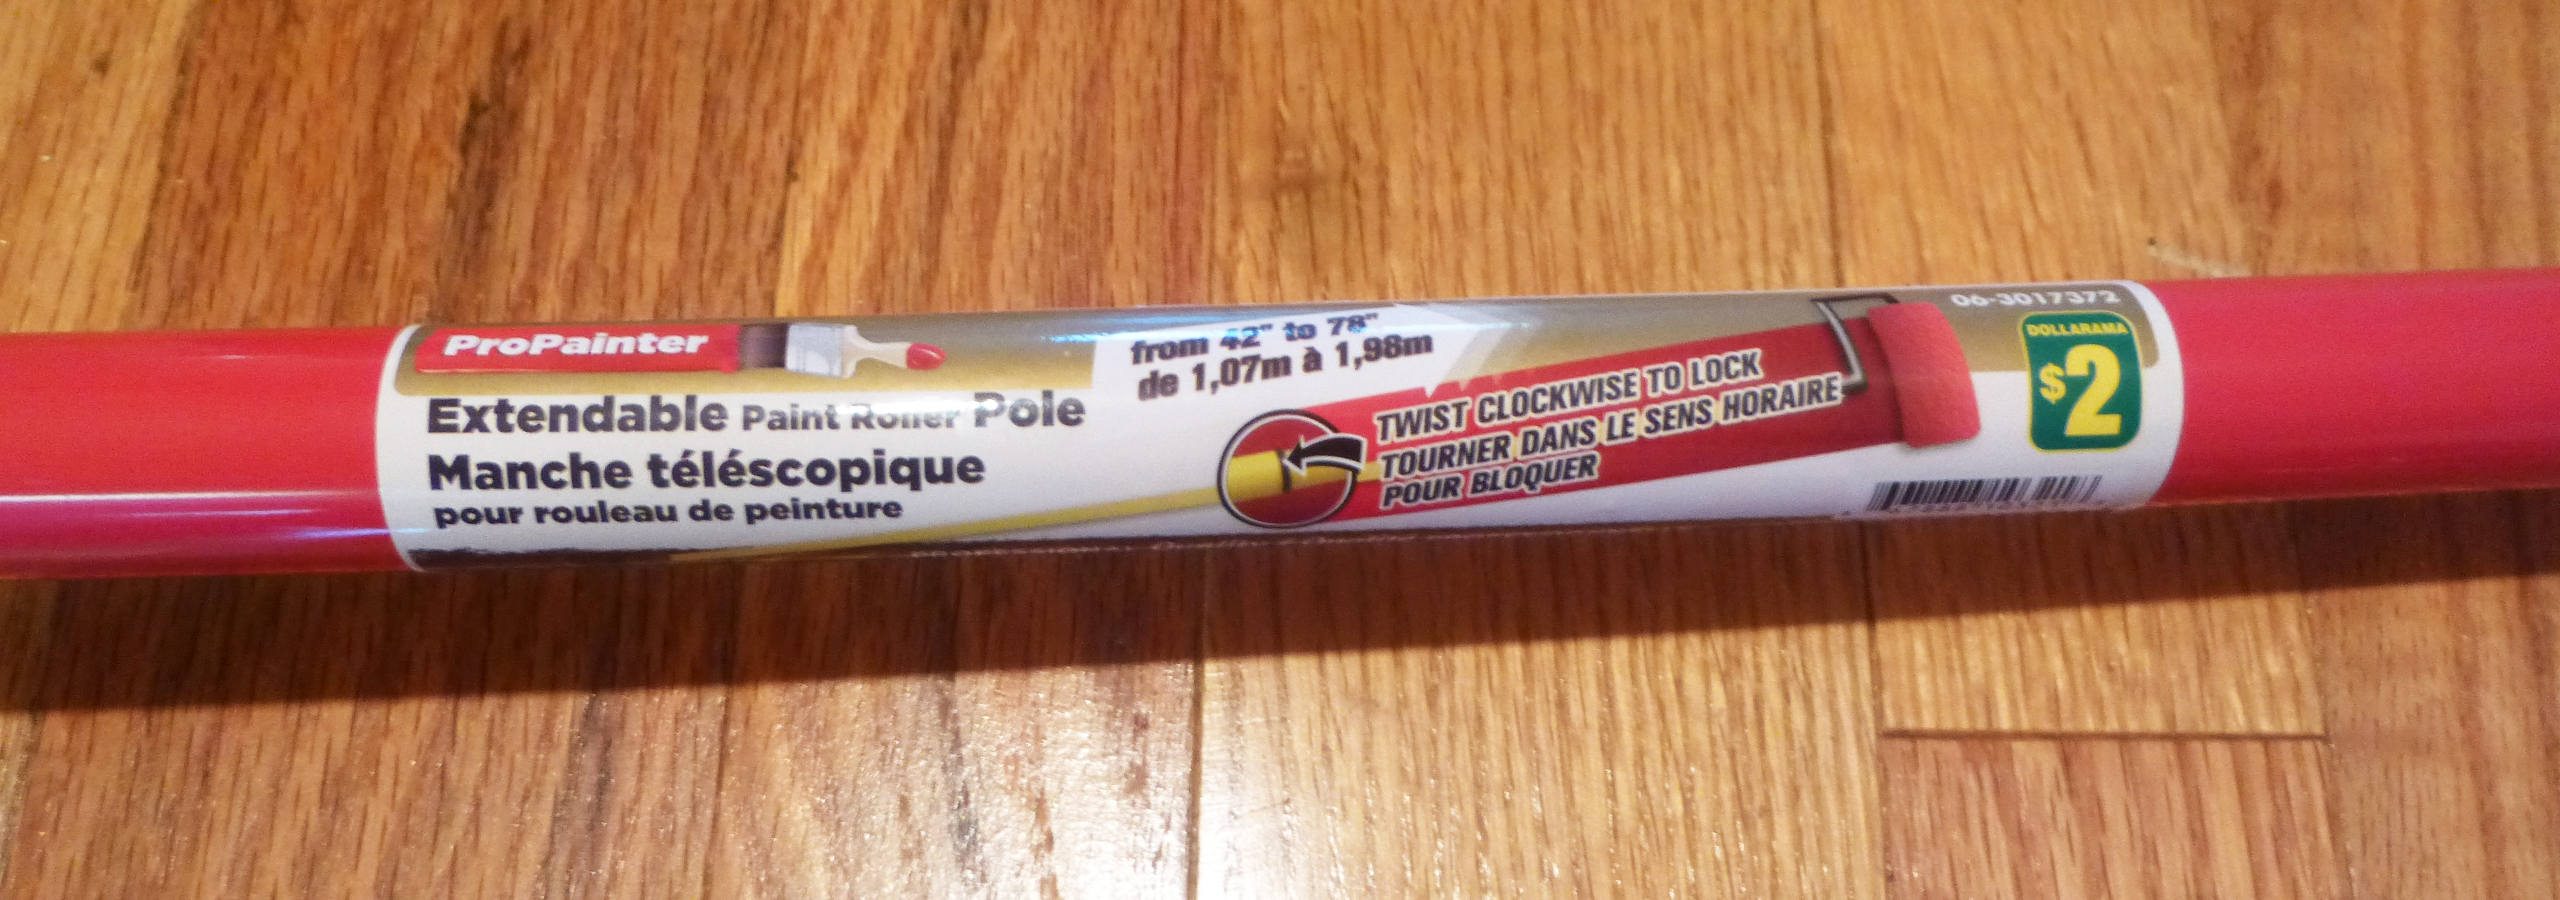 ProPainter
Extendable Paint Roller Pole
Manche téléscopique
pour rouleau de peinture
from 42" to 78"
de 1,07m à 1,98m
TWIST CLOCKWISE TO LOCK
TOURNER DANS LE SENS HORAIRE
POUR BLOQUER
06-3017372
DOLLARAMA
$2